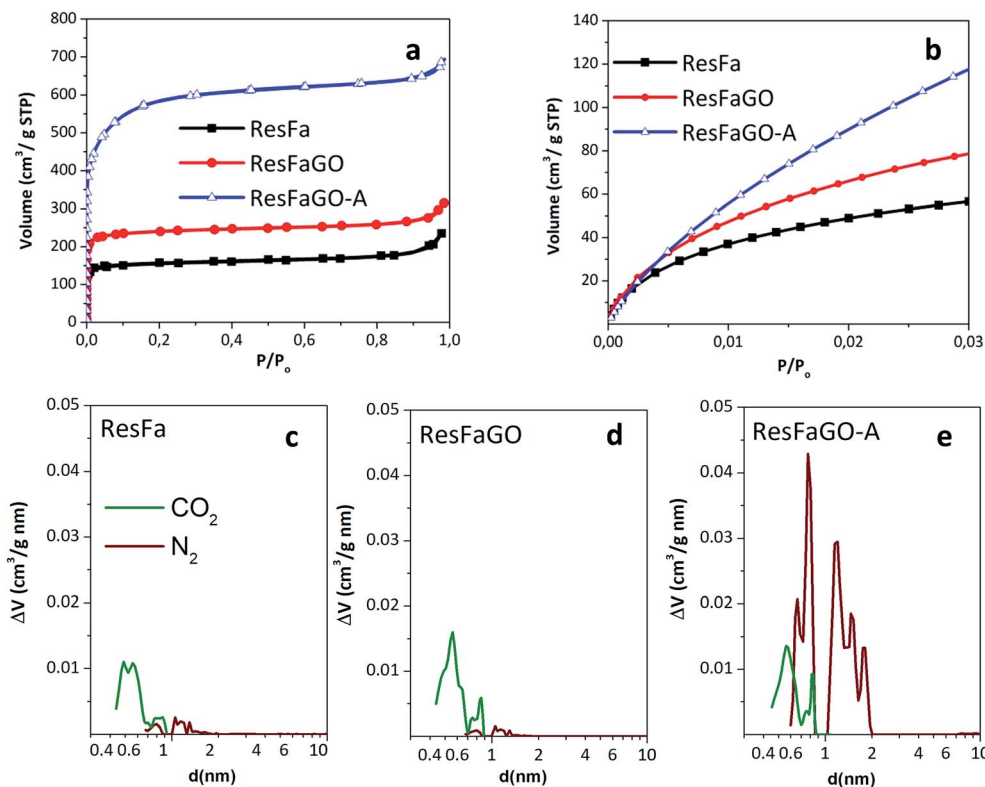 a
800
700
600
500
400
300
200
100
0
Volume (cm³/ g STP)
ResFa
ResFaGO
ResFaGO-A
0,0 0,2 0,4 0,6 0,8 1,0
P/Pₒ
b
140
120
100
80
60
40
20
Volume (cm³/ g STP)
ResFa
ResFaGO
ResFaGO-A
0,00 0,01 0,02 0,03
P/Pₒ
ResFa c
0.05
0.04
0.03
0.02
0.01
ΔV (cm³/g nm)
CO₂
N₂
0.4 0.6 1 2 4 6 10
d(nm)
ResFaGO d
0.05
0.04
0.03
0.02
0.01
ΔV (cm³/g nm)
0.4 0.6 1 2 4 6 10
d(nm)
ResFaGO-A e
0.05
0.04
0.03
0.02
0.01
ΔV (cm³/g nm)
0.4 0.6 1 2 4 6 8 10
d(nm)